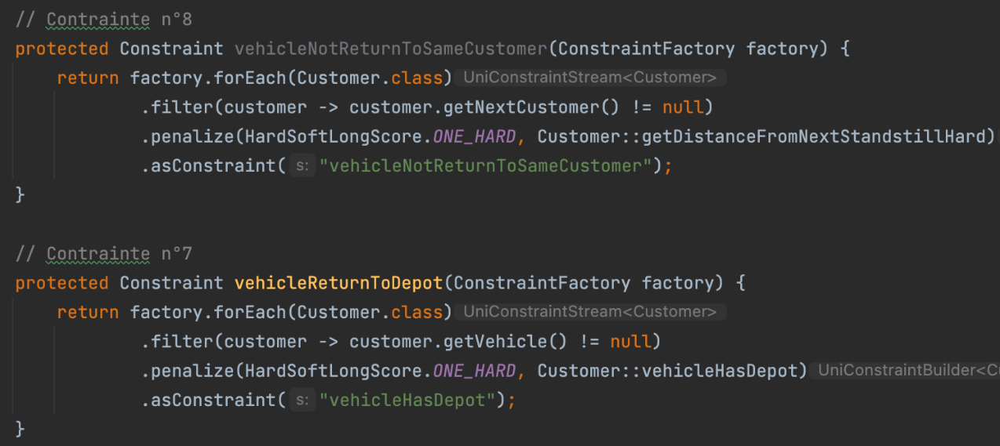 // Contrainte n°8
protected Constraint vehicleNotReturnToSameCustomer(ConstraintFactory factory) {
return factory.forEach(Customer.class) UniConstraintStream<Customer>
.filter(customer -> customer.getNextCustomer() != null)
.penalize(HardSoftLongScore.ONE_HARD, Customer::getDistanceFromNextStandstillHard)
.asConstraint( s: "vehicleNotReturnToSameCustomer");
}
// Contrainte n°7
protected Constraint vehicleReturnToDepot(ConstraintFactory factory) {
return factory.forEach(Customer.class) UniConstraintStream<Customer>
.filter(customer -> customer.getVehicle() != null)
.penalize(HardSoftLongScore.ONE_HARD, Customer::vehicleHasDepot) UniConstraintBuilder<Cu
.asConstraint( s: "vehicleHasDepot");
}